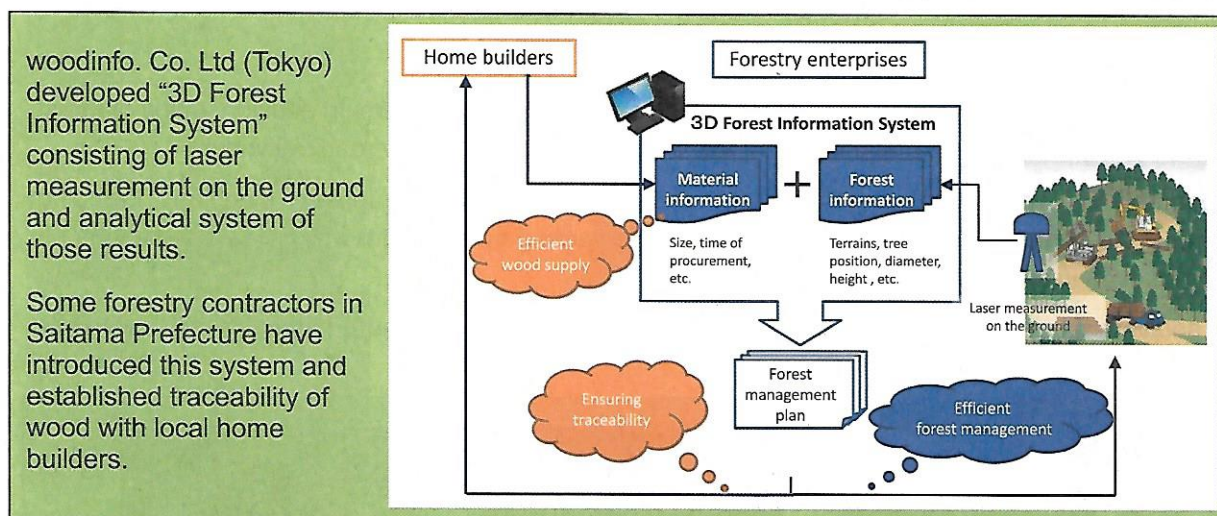 woodinfo. Co. Ltd (Tokyo)
developed “3D Forest
Information System”
consisting of laser
measurement on the ground
and analytical system of
those results.
Some forestry contractors in
Saitama Prefecture have
introduced this system and
established traceability of
wood with local home
builders.
Home builders
Forestry enterprises
3D Forest Information System
Material
information
Forest
information
Efficient
wood supply
Size, time of
procurement,
etc.
Terrains, tree
position, diameter,
height , etc.
Laser measurement
on the ground
Ensuring
traceability
Forest
management
plan
Efficient
forest management